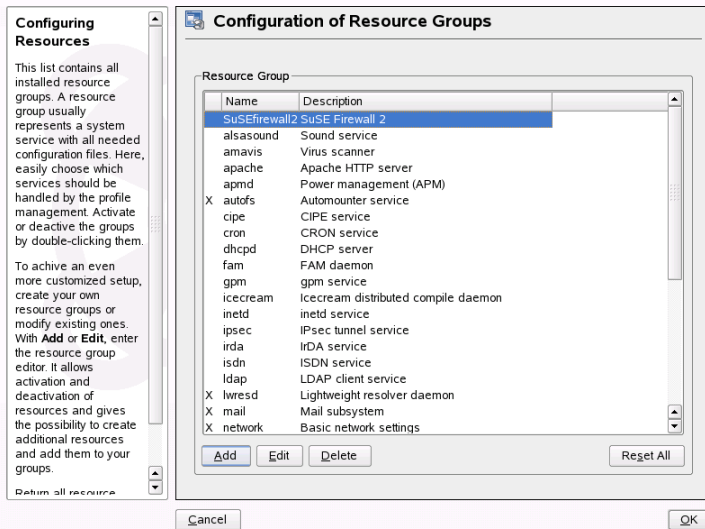 Configuring
Resources
This list contains all
installed resource
groups. A resource
group usually
represents a system
service with all needed
configuration files. Here,
easily choose which
services should be
handled by the profile
management. Activate
or deactive the groups
by double-clicking them.
To achive an even
more customized setup,
create your own
resource groups or
modify existing ones.
With Add or Edit, enter
the resource group
editor. It allows
activation and
deactivation of
resources and gives
the possibility to create
additional resources
and add them to your
groups.
Return all resource
Configuration of Resource Groups
Resource Group
Name Description
SuSEfirewall2 SuSE Firewall 2
alsasound Sound service
amavis Virus scanner
apache Apache HTTP server
apmd Power management (APM)
X autofs Automounter service
cipe CIPE service
cron CRON service
dhcpd DHCP server
fam FAM daemon
gpm gpm service
icecream Icecream distributed compile daemon
inetd inetd service
ipsec IPsec tunnel service
irda IrDA service
isdn ISDN service
ldap LDAP client service
X lwresd Lightweight resolver daemon
X mail Mail subsystem
X network Basic network settings
Add Edit Delete Reset All
Cancel OK